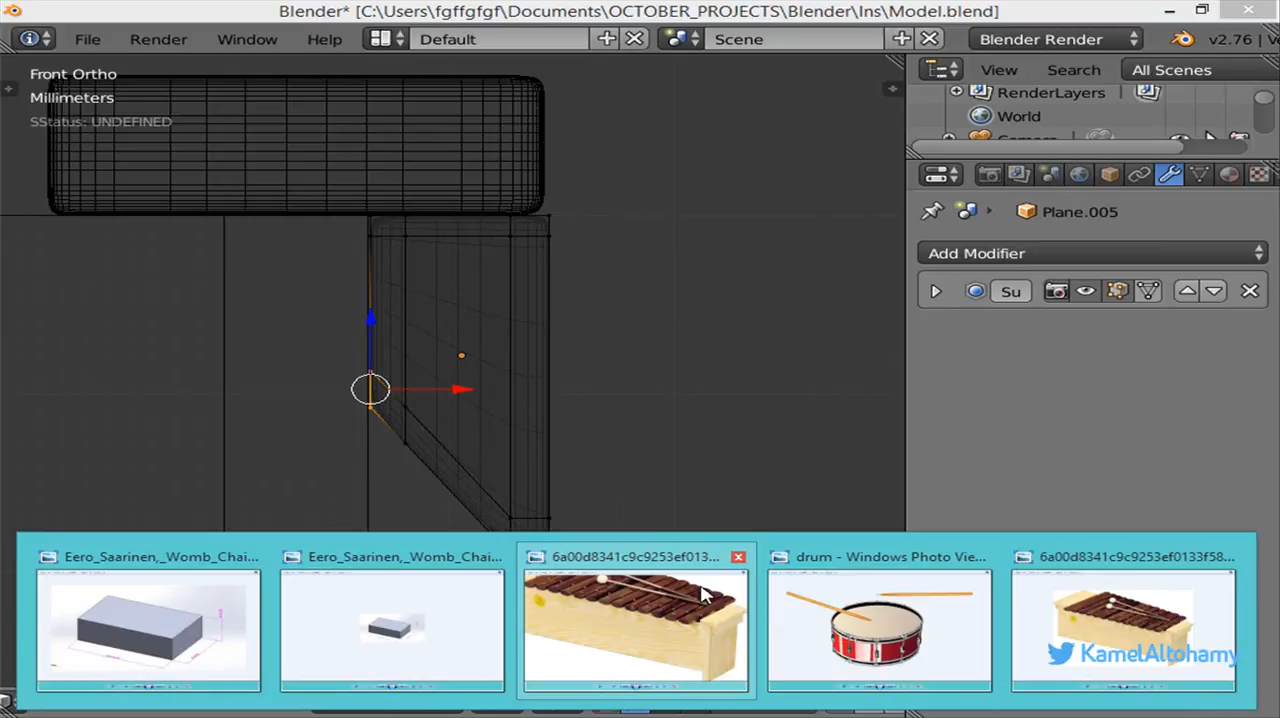 Blender* [C:\Users\fgffgfgf\Documents\OCTOBER_PROJECTS\Blender\Ins\Model.blend]
File Render Window Help Default Scene Blender Render v2.76
Front Ortho
Millimeters
SStatus: UNDEFINED
View Search All Scenes
RenderLayers
World
Camera
Plane.005
Add Modifier
Su
Eero_Saarinen,_Womb_Chai...
Eero_Saarinen,_Womb_Chai...
6a00d8341c9c9253ef013...
drum - Windows Photo Vie...
6a00d8341c9c9253ef0133f58...
KamelAltohamy